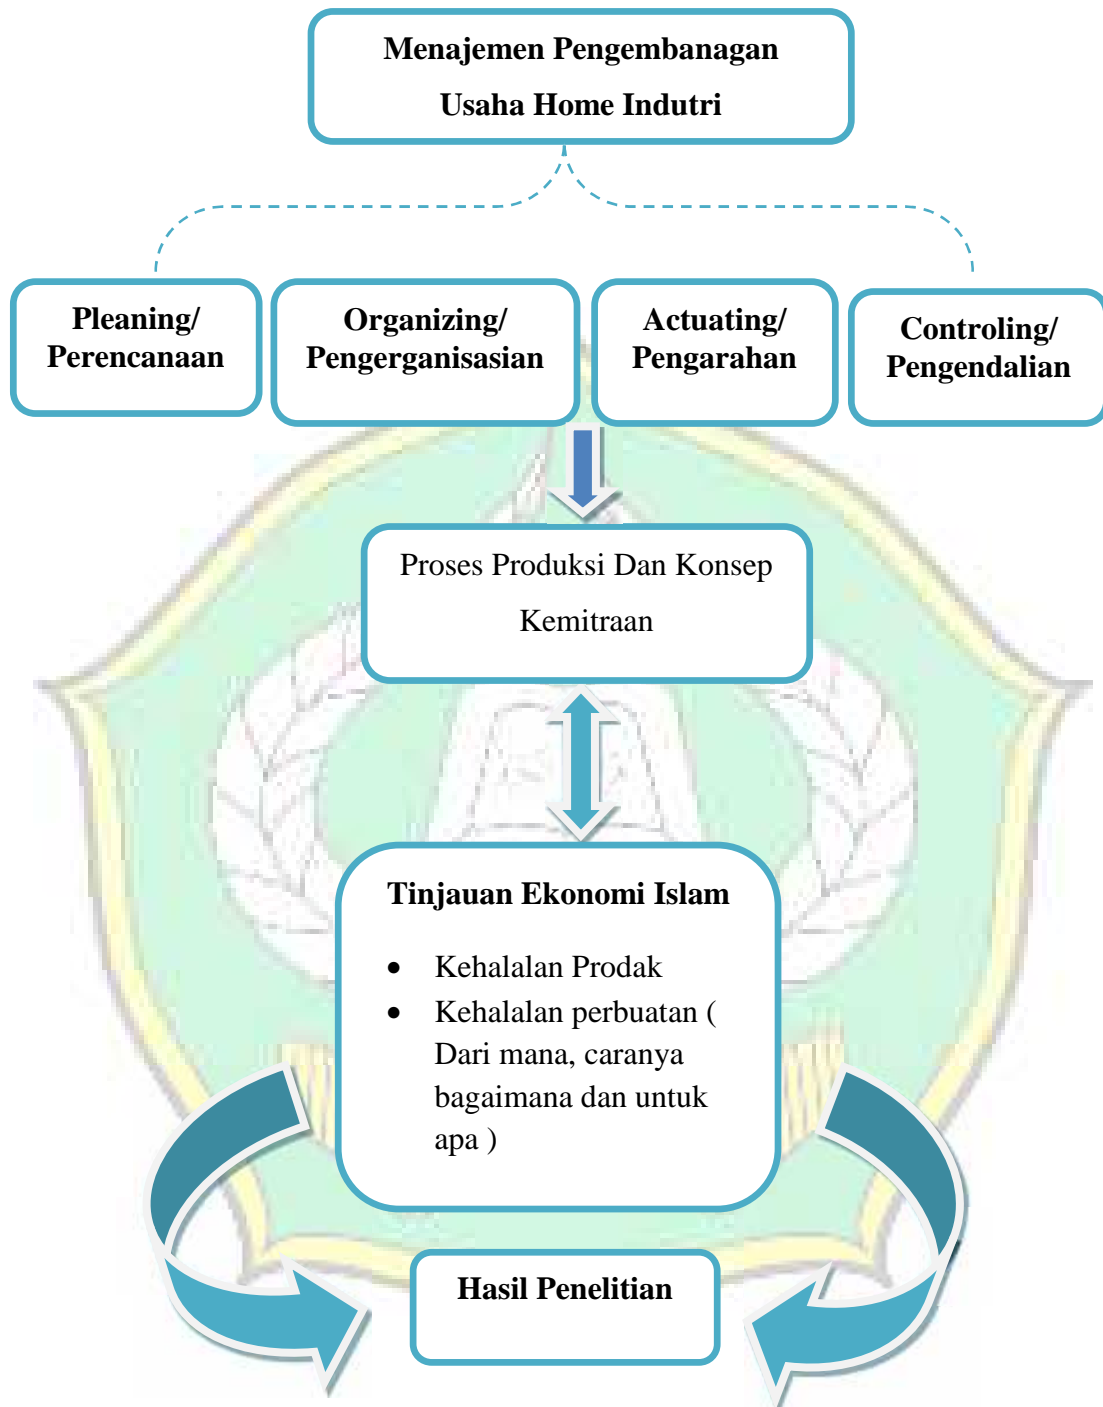 Menajemen Pengembanagan
Usaha Home Indutri
Pleaning/
Perencanaan
Organizing/
Pengerganisasian
Actuating/
Pengarahan
Controling/
Pengendalian
Proses Produksi Dan Konsep
Kemitraan
Tinjauan Ekonomi Islam
• Kehalalan Prodak
• Kehalalan perbuatan (
Dari mana, caranya
bagaimana dan untuk
apa )
Hasil Penelitian